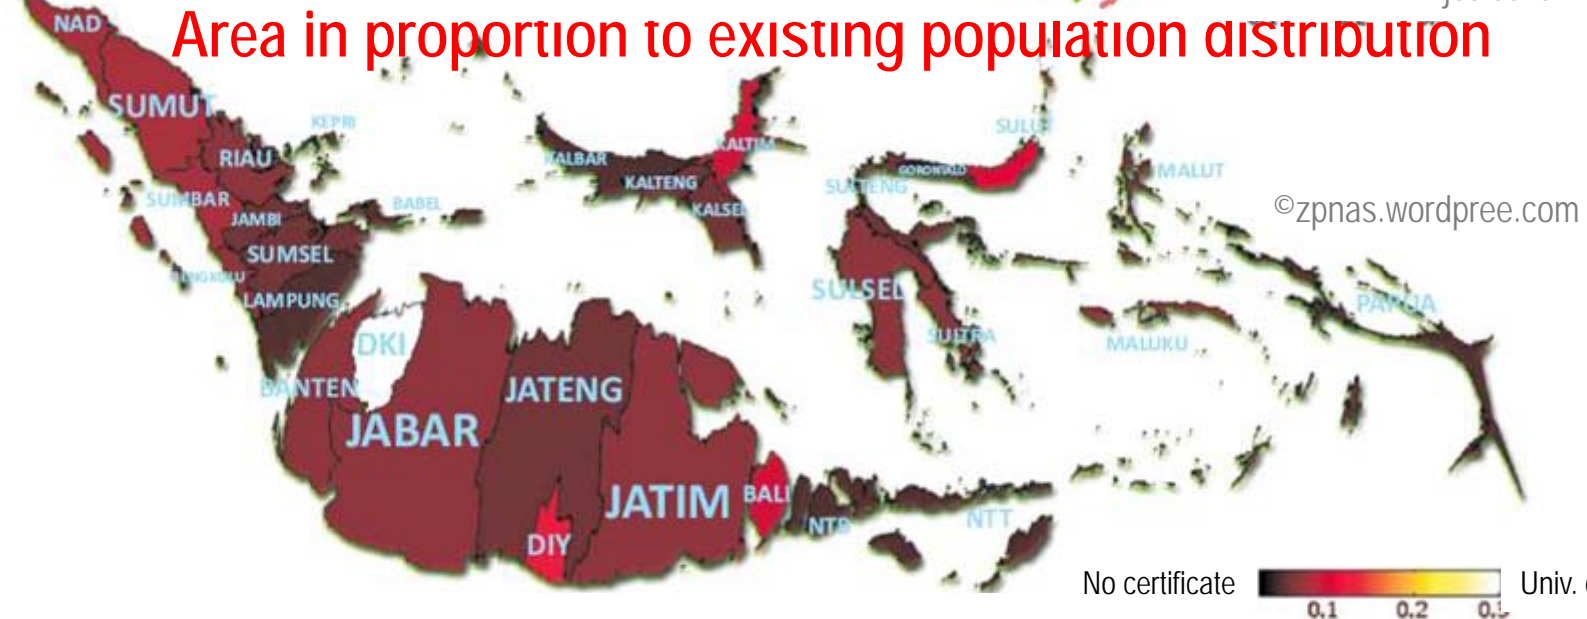 Area in proportion to existing population distribution
NAD
SUMUT
KEPRI
RIAU
SUMBAR
JAMBI
BABEL
SUMSEL
BENGKULU
LAMPUNG
DKI
BANTEN
JABAR
JATENG
DIY
JATIM
BALI
NTB
NTT
KALBAR
KALTIM
KALTENG
KALSEL
SULUT
GORONTALO
SULTENG
SULSEL
SULTRA
MALUT
MALUKU
PAPUA
©zpnas.wordpree.com
No certificate
Univ.
0.1 0.2